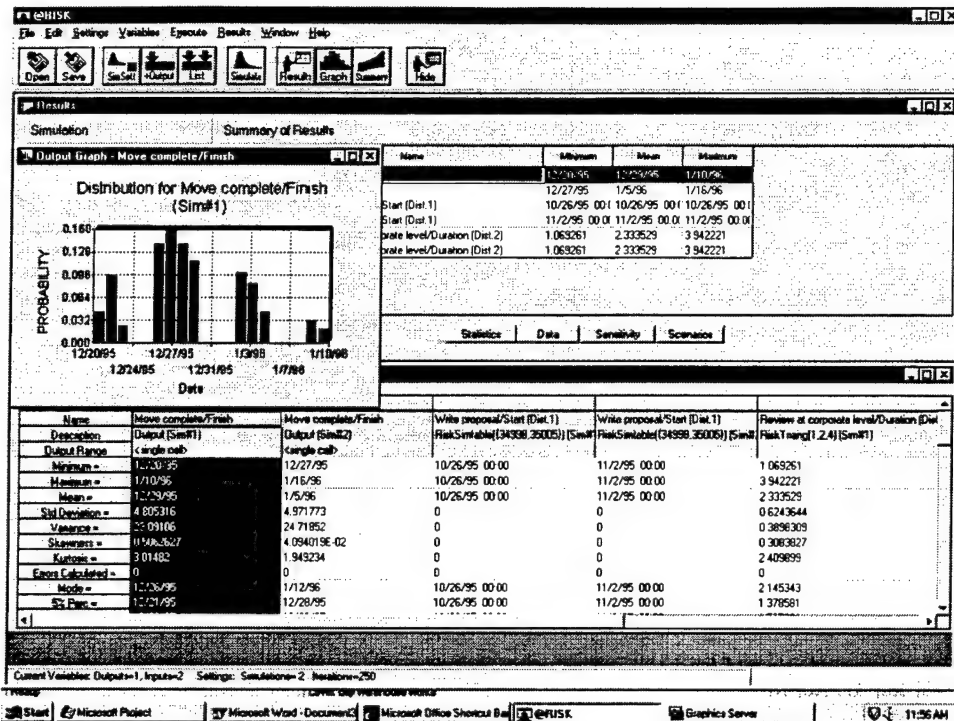 @RISK
File Edit Settings Variables Execute Results Window Help
Open Save SimSett +Output List Simulate Results Graph Summary Hide
Results
Simulation Summary of Results
Output Graph - Move complete/Finish
Distribution for Move complete/Finish
(Sim#1)
PROBABILITY
0.160
0.128
0.096
0.064
0.032
0.000
12/20/95 12/27/95 1/3/96 1/10/96
12/24/95 12/31/95 1/7/96
Date
Name Minimum Mean Maximum
12/20/95 12/29/95 1/10/96
12/27/95 1/5/96 1/16/96
Start (Dist.1) 10/26/95 00:( 10/26/95 00:( 10/26/95 00:(
Start (Dist.1) 11/2/95 00:0( 11/2/95 00:0( 11/2/95 00:0(
orate level/Duration (Dist.2) 1.069261 2.333529 3.942221
orate level/Duration (Dist.2) 1.069261 2.333529 3.942221
Statistics Data Sensitivity Scenarios
Name Move complete/Finish Move complete/Finish Write proposal/Start (Dist.1) Write proposal/Start (Dist.1) Review at corporate level/Duration (Dist
Description Output (Sim#1) Output (Sim#2) RiskSimtable({34998,35005}) (Sim# RiskSimtable({34998,35005}) (Sim# RiskTriang(1,2,4) (Sim#1)
Output Range <single cell> <single cell>
Minimum = 12/20/95 12/27/95 10/26/95 00:00 11/2/95 00:00 1.069261
Maximum = 1/10/96 1/16/96 10/26/95 00:00 11/2/95 00:00 3.942221
Mean = 12/29/95 1/5/96 10/26/95 00:00 11/2/95 00:00 2.333529
Std Deviation = 4.805316 4.971773 0 0 0.6243644
Variance = 23.09106 24.71852 0 0 0.3898309
Skewness = 0.5062627 4.094019E-02 0 0 0.3083827
Kurtosis = 3.01482 1.949234 0 0 2.409899
Errors Calculated = 0 0 0 0 0
Mode = 12/26/95 1/12/96 10/26/95 00:00 11/2/95 00:00 2.145343
5% Perc = 12/21/95 12/28/95 10/26/95 00:00 11/2/95 00:00 1.378581
Current Variables: Outputs=1, Inputs=2 Settings: Simulations= 2 Iterations=250
Start Microsoft Project Microsoft Word - Document3 Microsoft Office Shortcut Ba @RISK Graphics Server 11:56 AM